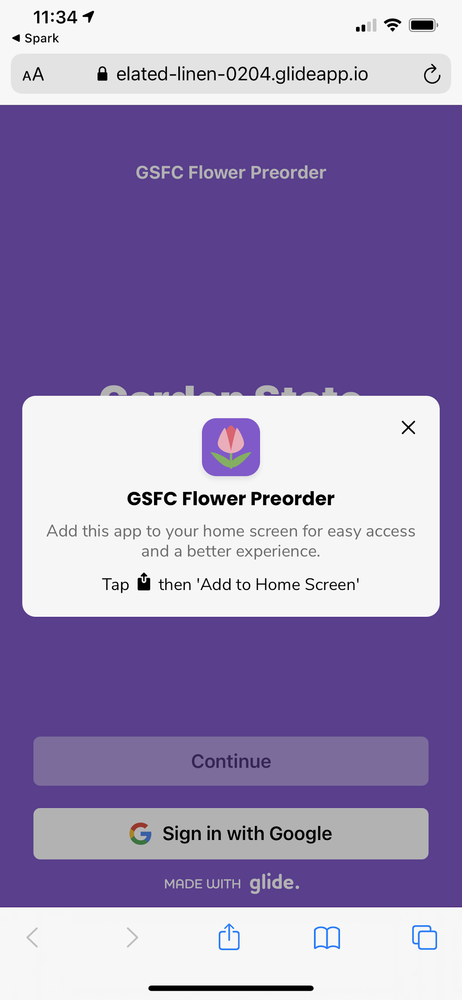 11:34
Spark
AA elated-linen-0204.glideapp.io
GSFC Flower Preorder
Garden State
GSFC Flower Preorder
Add this app to your home screen for easy access
and a better experience.
Tap then 'Add to Home Screen'
Continue
Sign in with Google
MADE WITH glide.